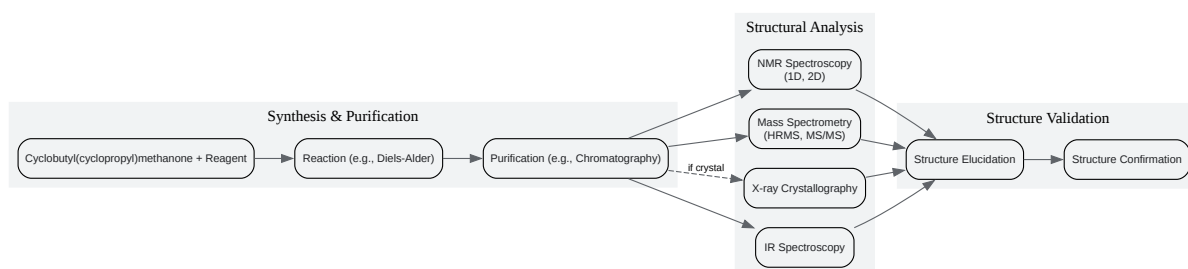 Synthesis & Purification
Cyclobutyl(cyclopropyl)methanone + Reagent
Reaction (e.g., Diels-Alder)
Purification (e.g., Chromatography)
if crystal
Structural Analysis
NMR Spectroscopy
(1D, 2D)
Mass Spectrometry
(HRMS, MS/MS)
X-ray Crystallography
IR Spectroscopy
Structure Validation
Structure Elucidation
Structure Confirmation